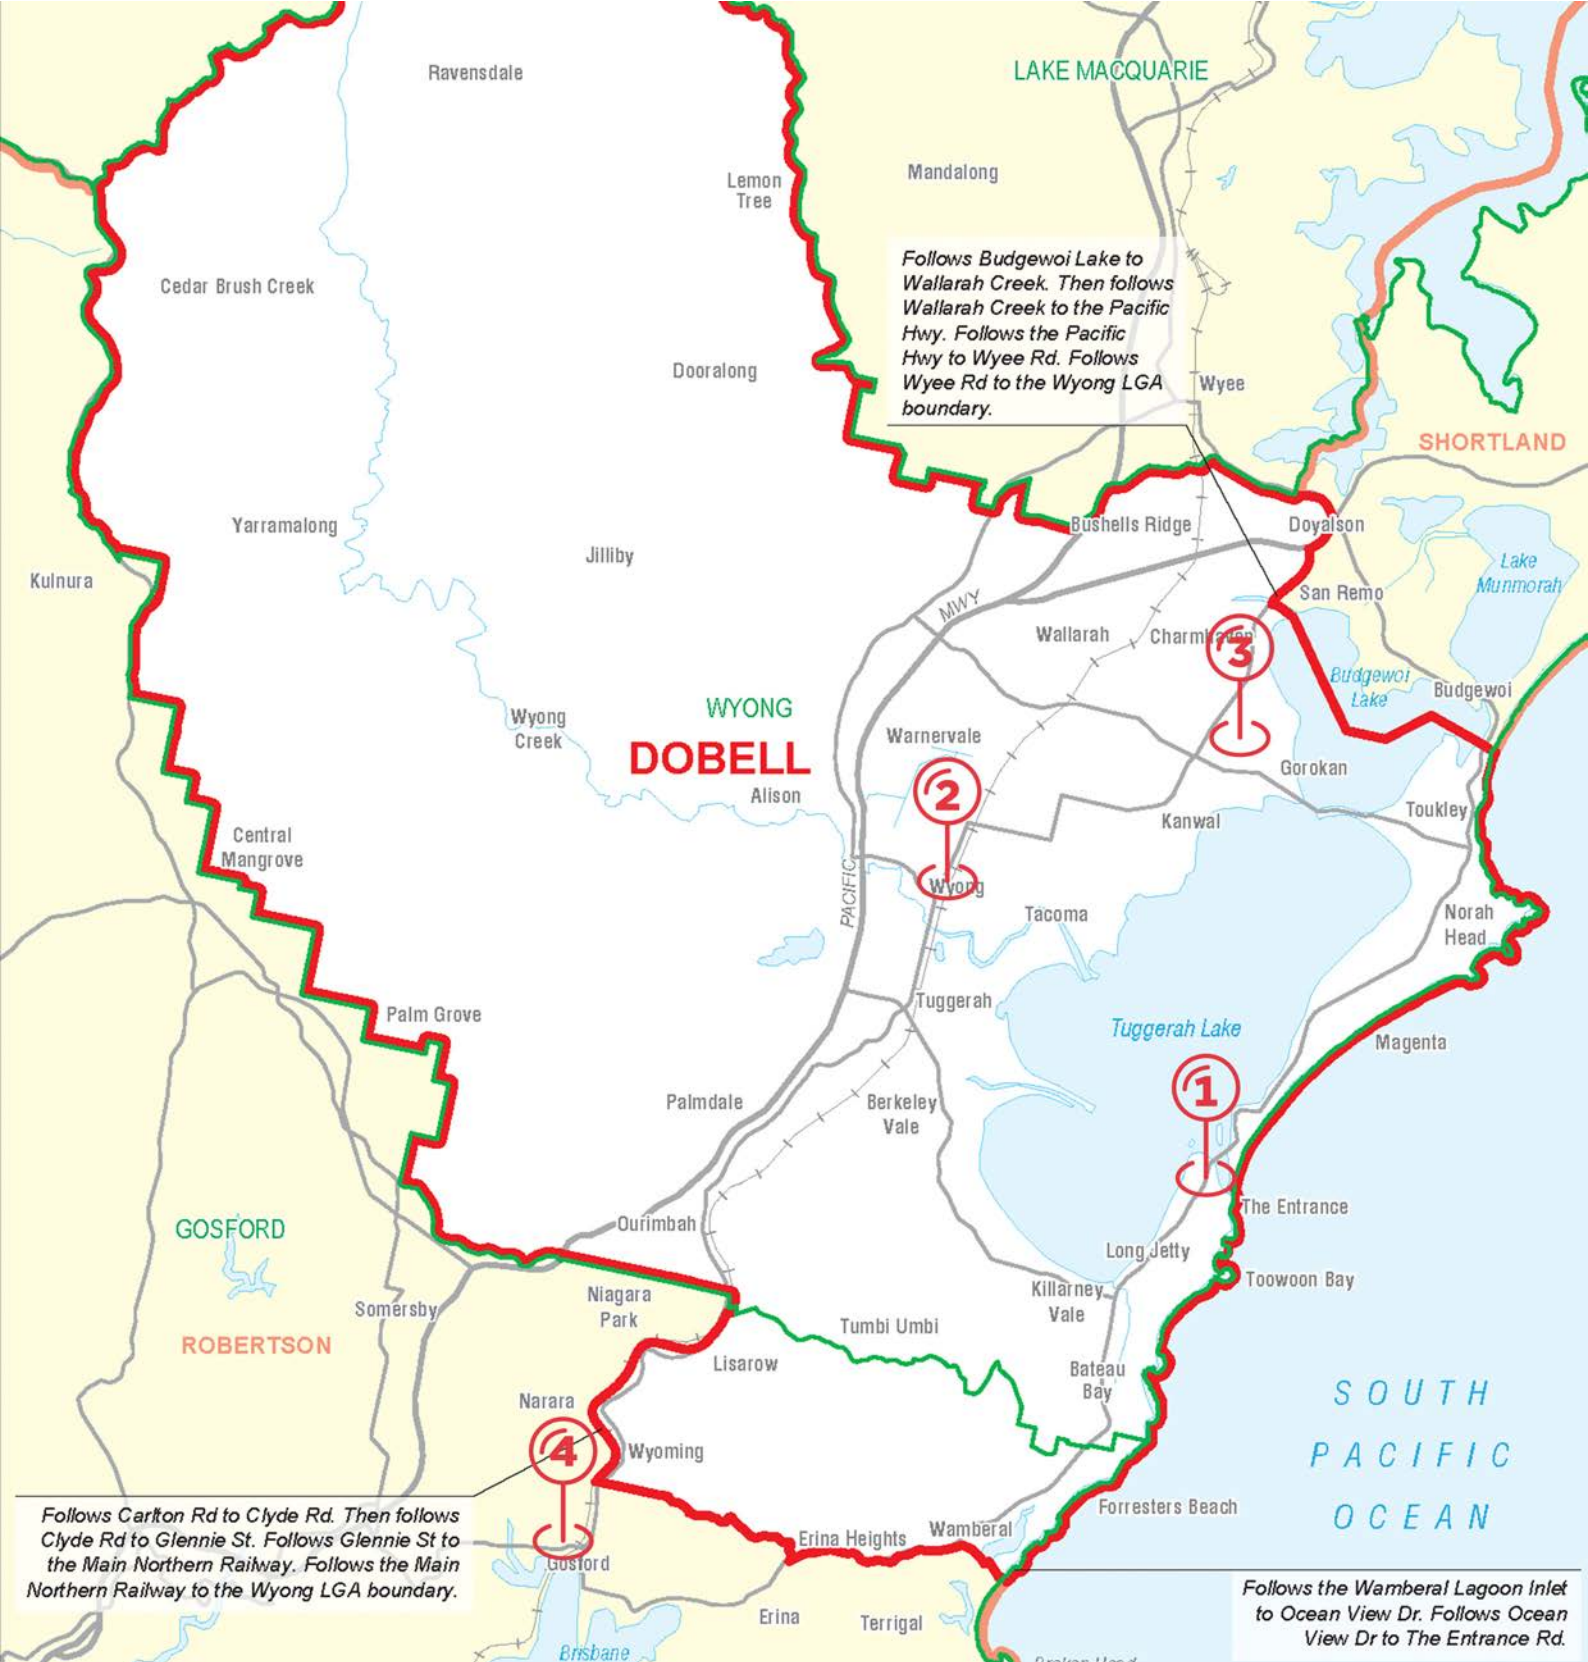 Ravensdale
LAKE MACQUARIE
Mandalong
Lemon
Tree
Follows Budgewoi Lake to
Wallarah Creek. Then follows
Wallarah Creek to the Pacific
Hwy. Follows the Pacific
Hwy to Wyee Rd. Follows
Wyee Rd to the Wyong LGA
boundary.
Cedar Brush Creek
Dooralong
Wyee
SHORTLAND
Yarramalong
Bushells Ridge
Doyalson
Jilliby
Kulnura
Lake
Munmorah
San Remo
MWY
Wallarah
Charmhaven
3
Budgewoi
Lake
Budgewoi
WYONG
Wyong
Creek
Warnervale
DOBELL
Gorokan
Alison
2
Toukley
Kanwal
Central
Mangrove
PACIFIC
Wyong
Tacoma
Norah
Head
Tuggerah
Palm Grove
Tuggerah Lake
Magenta
1
Palmdale
Berkeley
Vale
The Entrance
GOSFORD
Ourimbah
Long Jetty
Toowoon Bay
Niagara
Park
Killarney
Vale
Somersby
Tumbi Umbi
ROBERTSON
Lisarow
Bateau
Bay
Narara
SOUTH
PACIFIC
OCEAN
4
Wyoming
Forresters Beach
Follows Carlton Rd to Clyde Rd. Then follows
Clyde Rd to Glennie St. Follows Glennie St to
the Main Northern Railway. Follows the Main
Northern Railway to the Wyong LGA boundary.
Erina Heights
Wamberal
Gosford
Follows the Wamberal Lagoon Inlet
to Ocean View Dr. Follows Ocean
View Dr to The Entrance Rd.
Erina
Terrigal
Brisbane